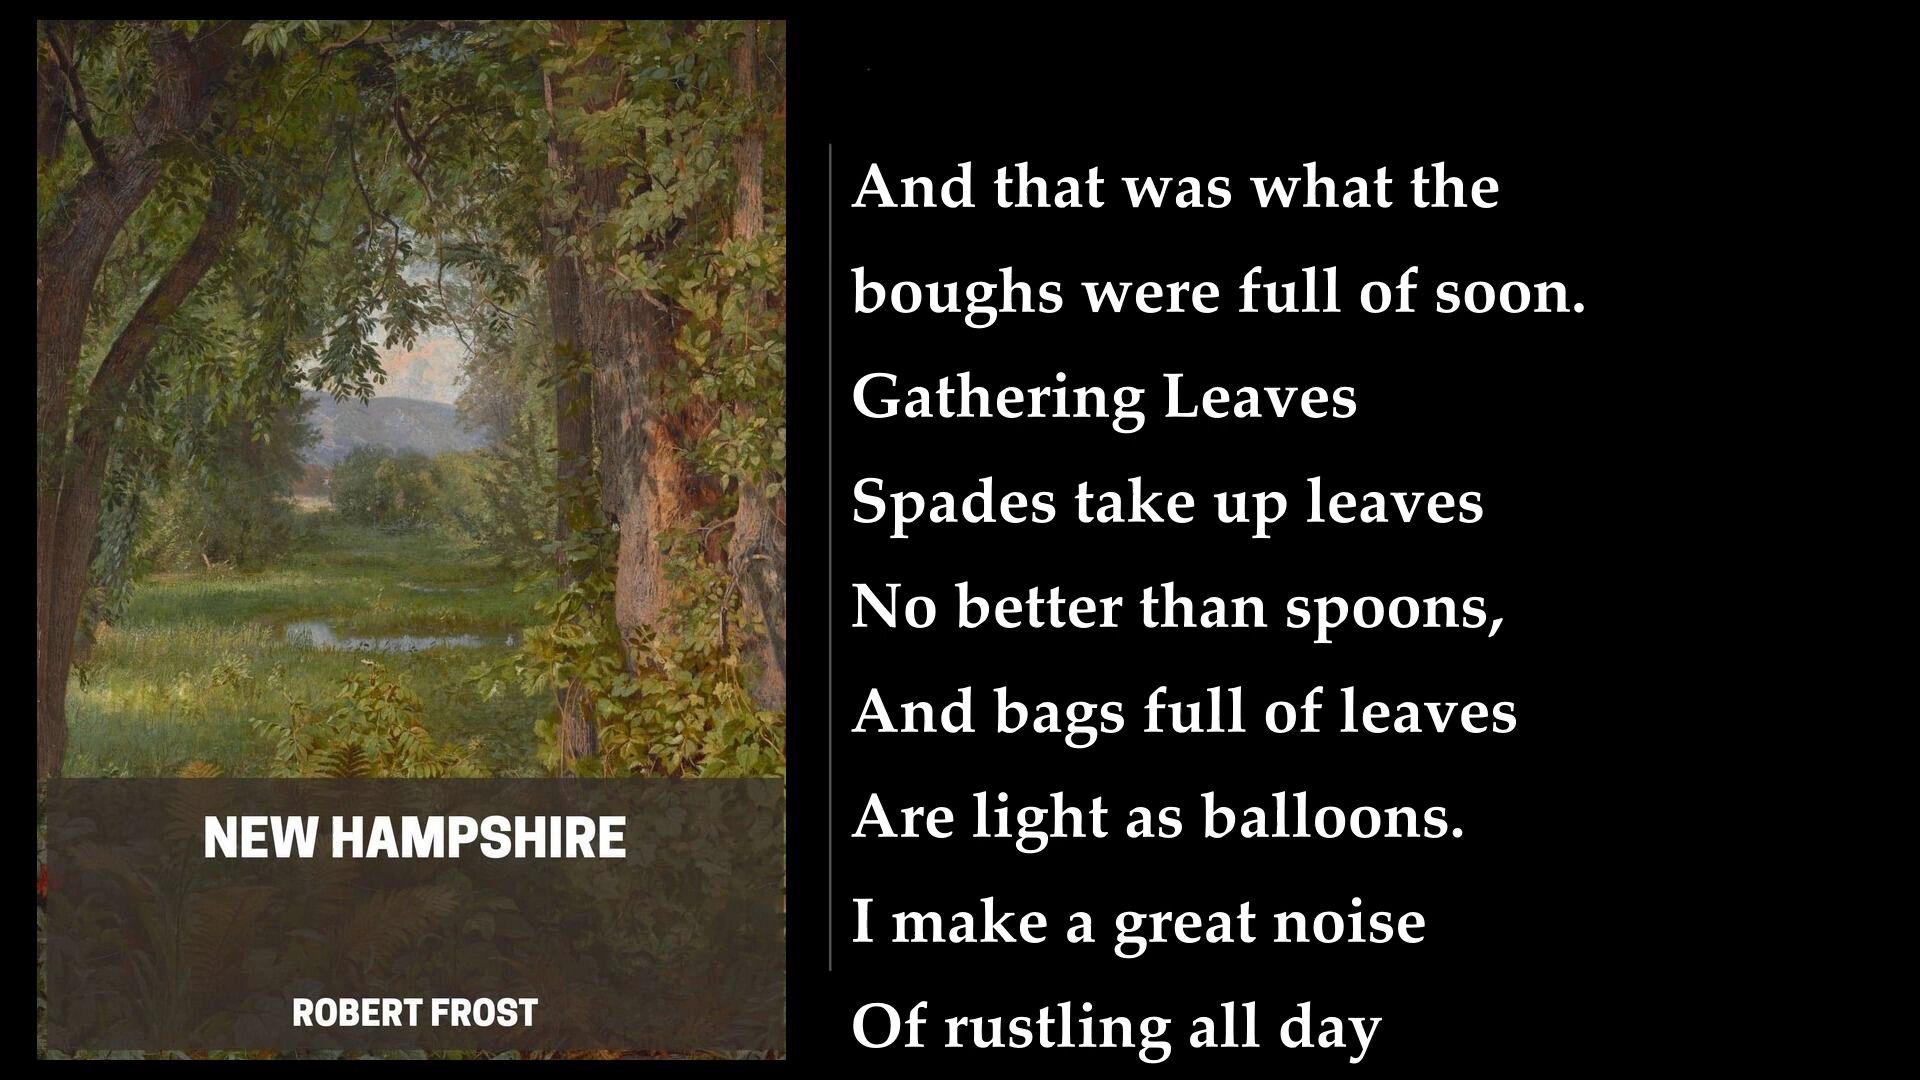 NEW HAMPSHIRE
ROBERT FROST
And that was what the
boughs were full of soon.
Gathering Leaves
Spades take up leaves
No better than spoons,
And bags full of leaves
Are light as balloons.
I make a great noise
Of rustling all day